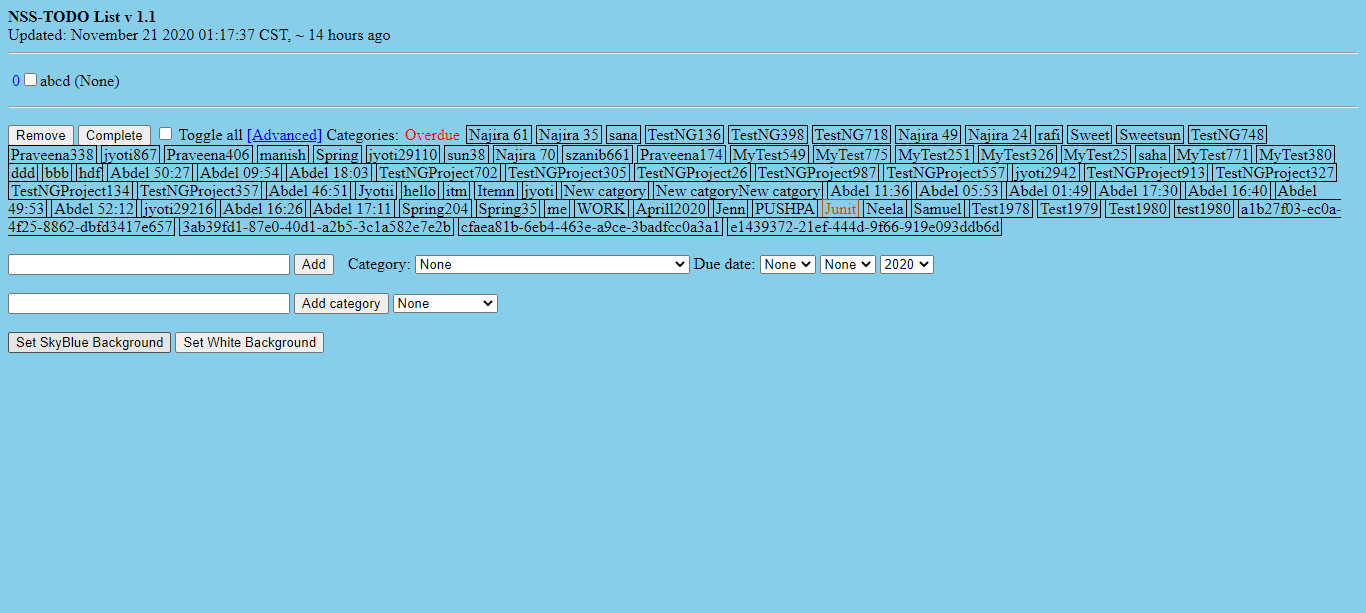 NSS-TODO List v 1.1
Updated: November 21 2020 01:17:37 CST, ~ 14 hours ago
0 abcd (None)
Remove Complete Toggle all [Advanced] Categories: Overdue Najira 61 Najira 35 sana TestNG136 TestNG398 TestNG718 Najira 49 Najira 24 rafi Sweet Sweetsun TestNG748
Praveena338 jyoti867 Praveena406 manish Spring jyoti29110 sun38 Najira 70 szanib661 Praveena174 MyTest549 MyTest775 MyTest251 MyTest326 MyTest25 saha MyTest771 MyTest380
ddd bbb hdf Abdel 50:27 Abdel 09:54 Abdel 18:03 TestNGProject702 TestNGProject305 TestNGProject26 TestNGProject987 TestNGProject557 jyoti2942 TestNGProject913 TestNGProject327
TestNGProject134 TestNGProject357 Abdel 46:51 Jyotii hello itm Itemn jyoti New catgory New catgoryNew catgory Abdel 11:36 Abdel 05:53 Abdel 01:49 Abdel 17:30 Abdel 16:40 Abdel
49:53 Abdel 52:12 jyoti29216 Abdel 16:26 Abdel 17:11 Spring204 Spring35 me WORK Aprill2020 Jenn PUSHPA Junit Neela Samuel Test1978 Test1979 Test1980 test1980 a1b27f03-ec0a-
4f25-8862-dbfd3417e657 3ab39fd1-87e0-40d1-a2b5-3c1a582e7e2b cfaea81b-6eb4-463e-a9ce-3badfcc0a3a1 e1439372-21ef-444d-9f66-919e093ddb6d
Add Category: None Due date: None None 2020
Add category None
Set SkyBlue Background Set White Background